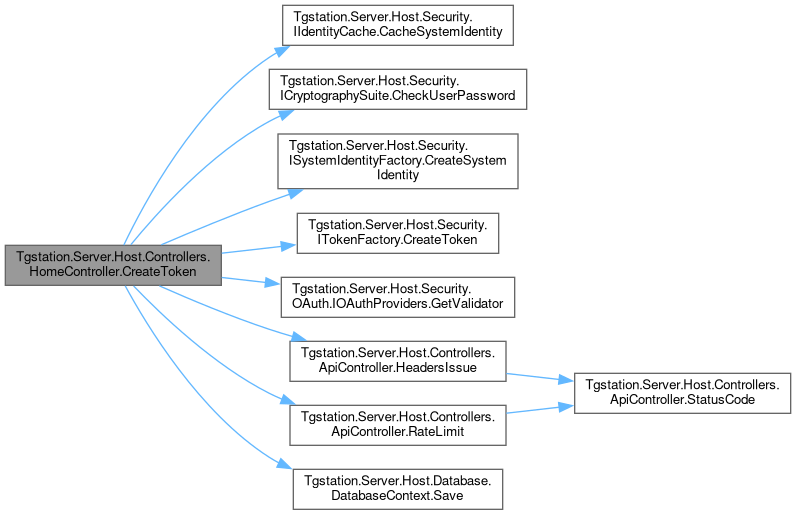 Tgstation.Server.Host.Security.
IIdentityCache.CacheSystemIdentity
Tgstation.Server.Host.Security.
ICryptographySuite.CheckUserPassword
Tgstation.Server.Host.Security.
ISystemIdentityFactory.CreateSystem
Identity
Tgstation.Server.Host.Security.
ITokenFactory.CreateToken
Tgstation.Server.Host.Controllers.
HomeController.CreateToken
Tgstation.Server.Host.Security.
OAuth.IOAuthProviders.GetValidator
Tgstation.Server.Host.Controllers.
ApiController.HeadersIssue
Tgstation.Server.Host.Controllers.
ApiController.StatusCode
Tgstation.Server.Host.Controllers.
ApiController.RateLimit
Tgstation.Server.Host.Database.
DatabaseContext.Save